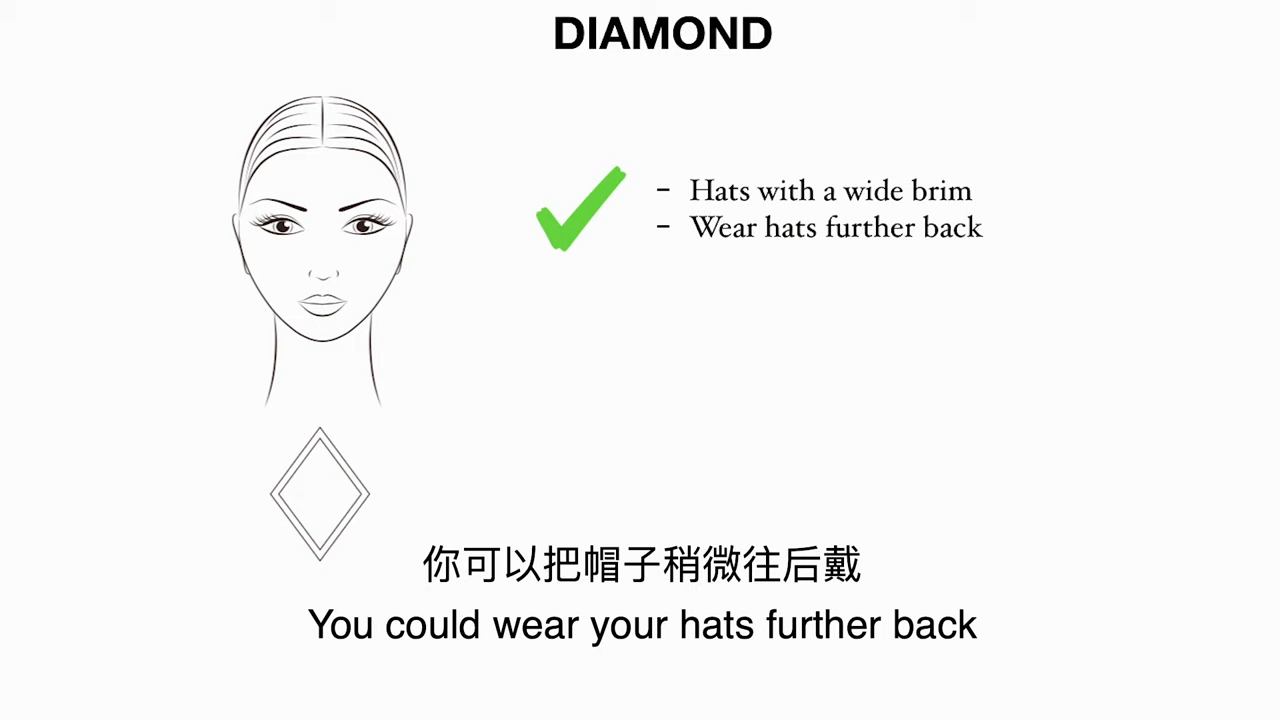 DIAMOND
- Hats with a wide brim
- Wear hats further back
你可以把帽子稍微往后戴
You could wear your hats further back